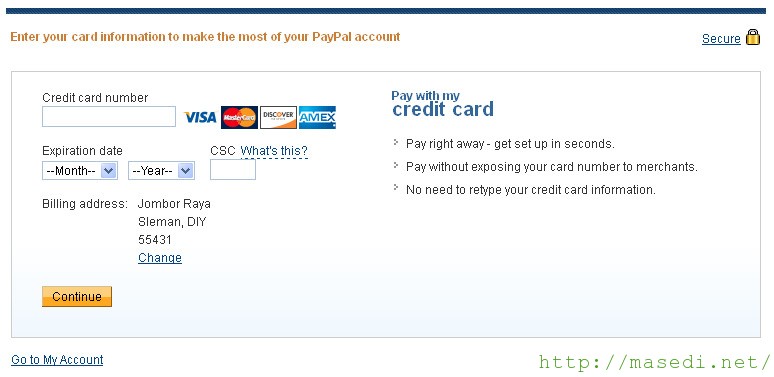 Enter your card information to make the most of your PayPal account
Secure
Credit card number
VISA MasterCard DISCOVER AMEX
Expiration date
CSC What's this?
--Month-- --Year--
Billing address: Jombor Raya
Sleman, DIY
55431
Change
Continue
Pay with my
credit card
Pay right away - get set up in seconds.
Pay without exposing your card number to merchants.
No need to retype your credit card information.
Go to My Account
http://masedi.net/